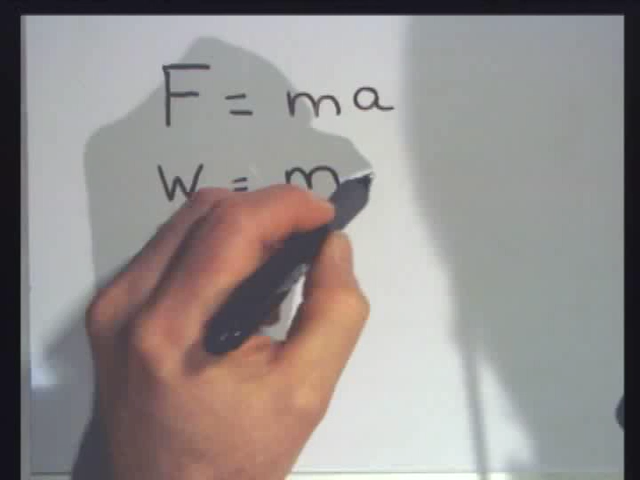 F = ma
W = m